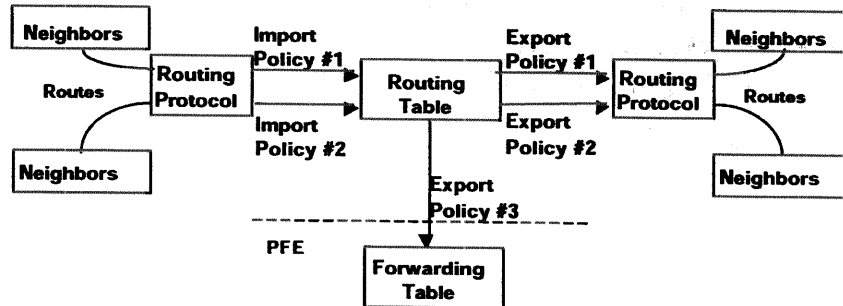 Neighbors
Import
Policy #1
Export
Policy #1
Neighbors
Routing
Protocol
Routing
Table
Routing
Protocol
Routes
Routes
Import
Policy #2
Export
Policy #2
Neighbors
Neighbors
Export
Policy #3
PFE
Forwarding
Table